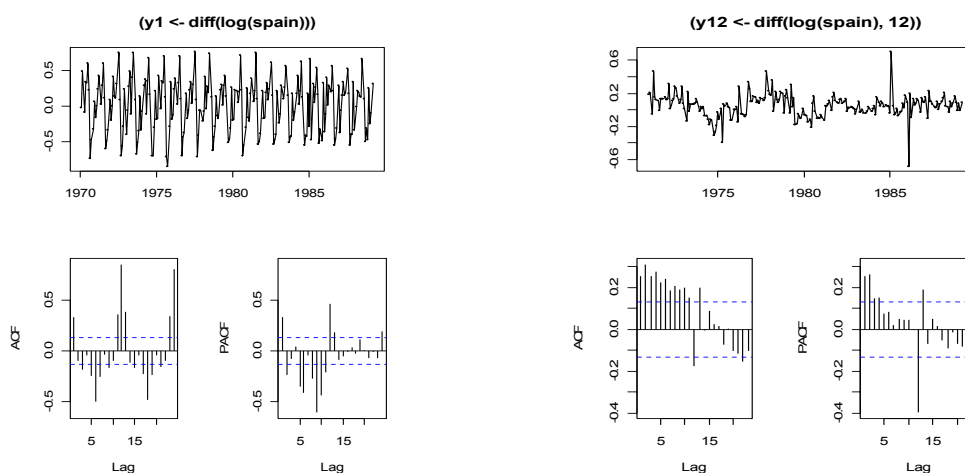 (y1 <- diff(log(spain)))
0.5
0.0
-0.5
1970 1975 1980 1985
ACF
0.5
0.0
-0.5
5 15
Lag
PACF
0.5
0.0
-0.5
5 15
Lag
(y12 <- diff(log(spain), 12))
0.6
0.2
-0.2
-0.6
1975 1980 1985
ACF
0.2
0.0
-0.2
-0.4
5 15
Lag
PACF
0.2
0.0
-0.2
-0.4
5 15
Lag